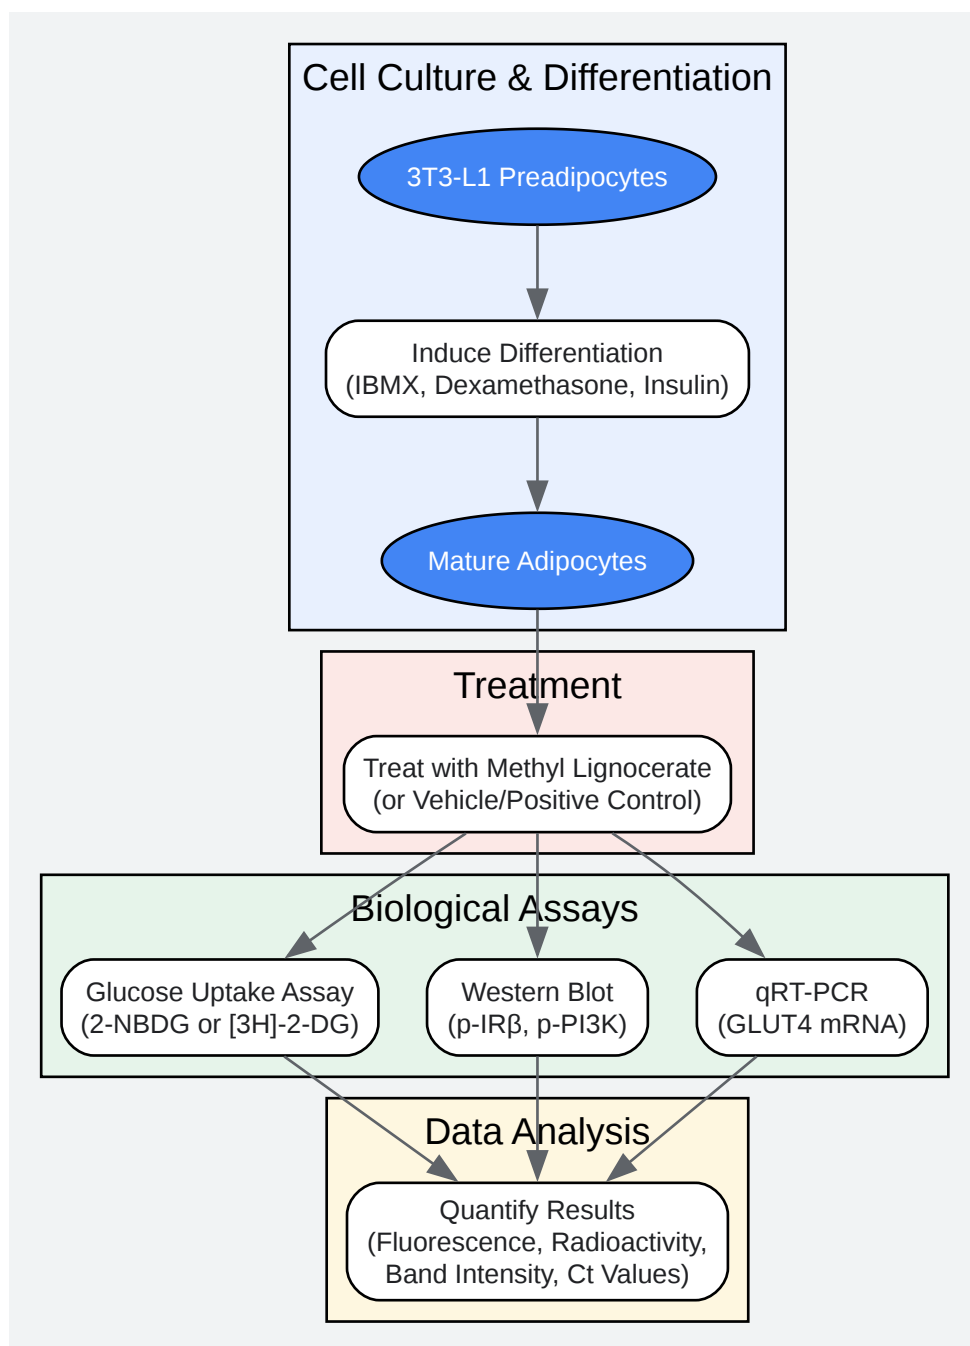 Cell Culture & Differentiation
3T3-L1 Preadipocytes
Induce Differentiation
(IBMX, Dexamethasone, Insulin)
Mature Adipocytes
Treatment
Treat with Methyl Lignocerate
(or Vehicle/Positive Control)
Biological Assays
Glucose Uptake Assay
(2-NBDG or [3H]-2-DG)
Western Blot
(p-IRβ, p-PI3K)
qRT-PCR
(GLUT4 mRNA)
Data Analysis
Quantify Results
(Fluorescence, Radioactivity,
Band Intensity, Ct Values)